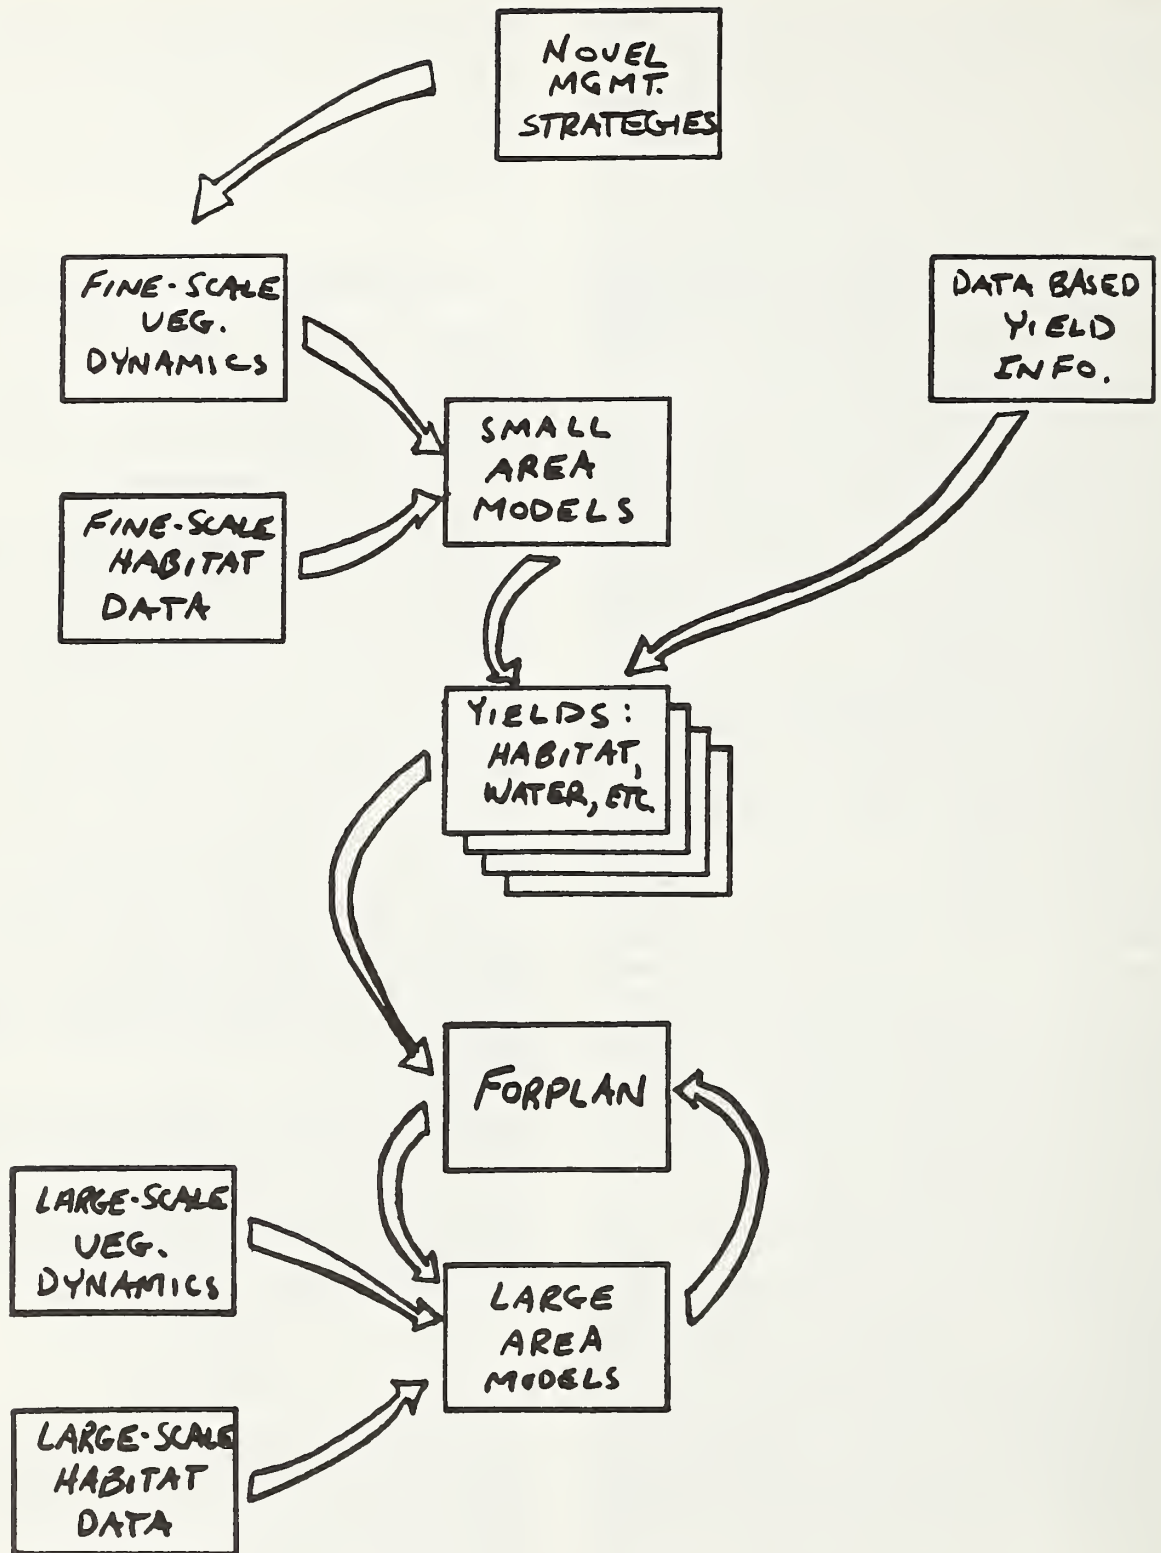 NOVEL
MGMT.
STRATEGIES
FINE-SCALE
VEG.
DYNAMICS
DATA BASED
YIELD
INFO.
SMALL
AREA
MODELS
FINE-SCALE
HABITAT
DATA
YIELDS:
HABITAT,
WATER, ETC.
FORPLAN
LARGE-SCALE
VEG.
DYNAMICS
LARGE
AREA
MODELS
LARGE-SCALE
HABITAT
DATA